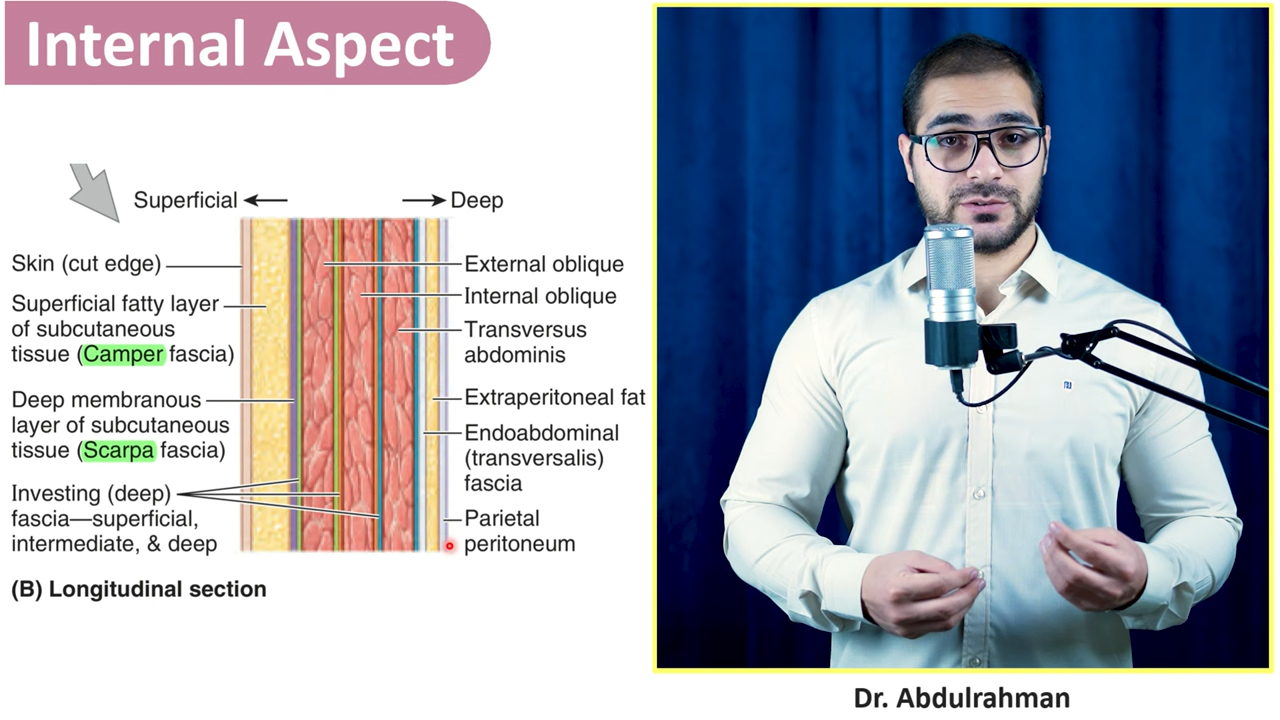 Internal Aspect
Superficial
Deep
Skin (cut edge)
Superficial fatty layer
of subcutaneous
tissue (Camper fascia)
Deep membranous
layer of subcutaneous
tissue (Scarpa fascia)
Investing (deep)
fascia—superficial,
intermediate, & deep
External oblique
Internal oblique
Transversus
abdominis
Extraperitoneal fat
Endoabdominal
(transversalis)
fascia
Parietal
peritoneum
(B) Longitudinal section
Dr. Abdulrahman